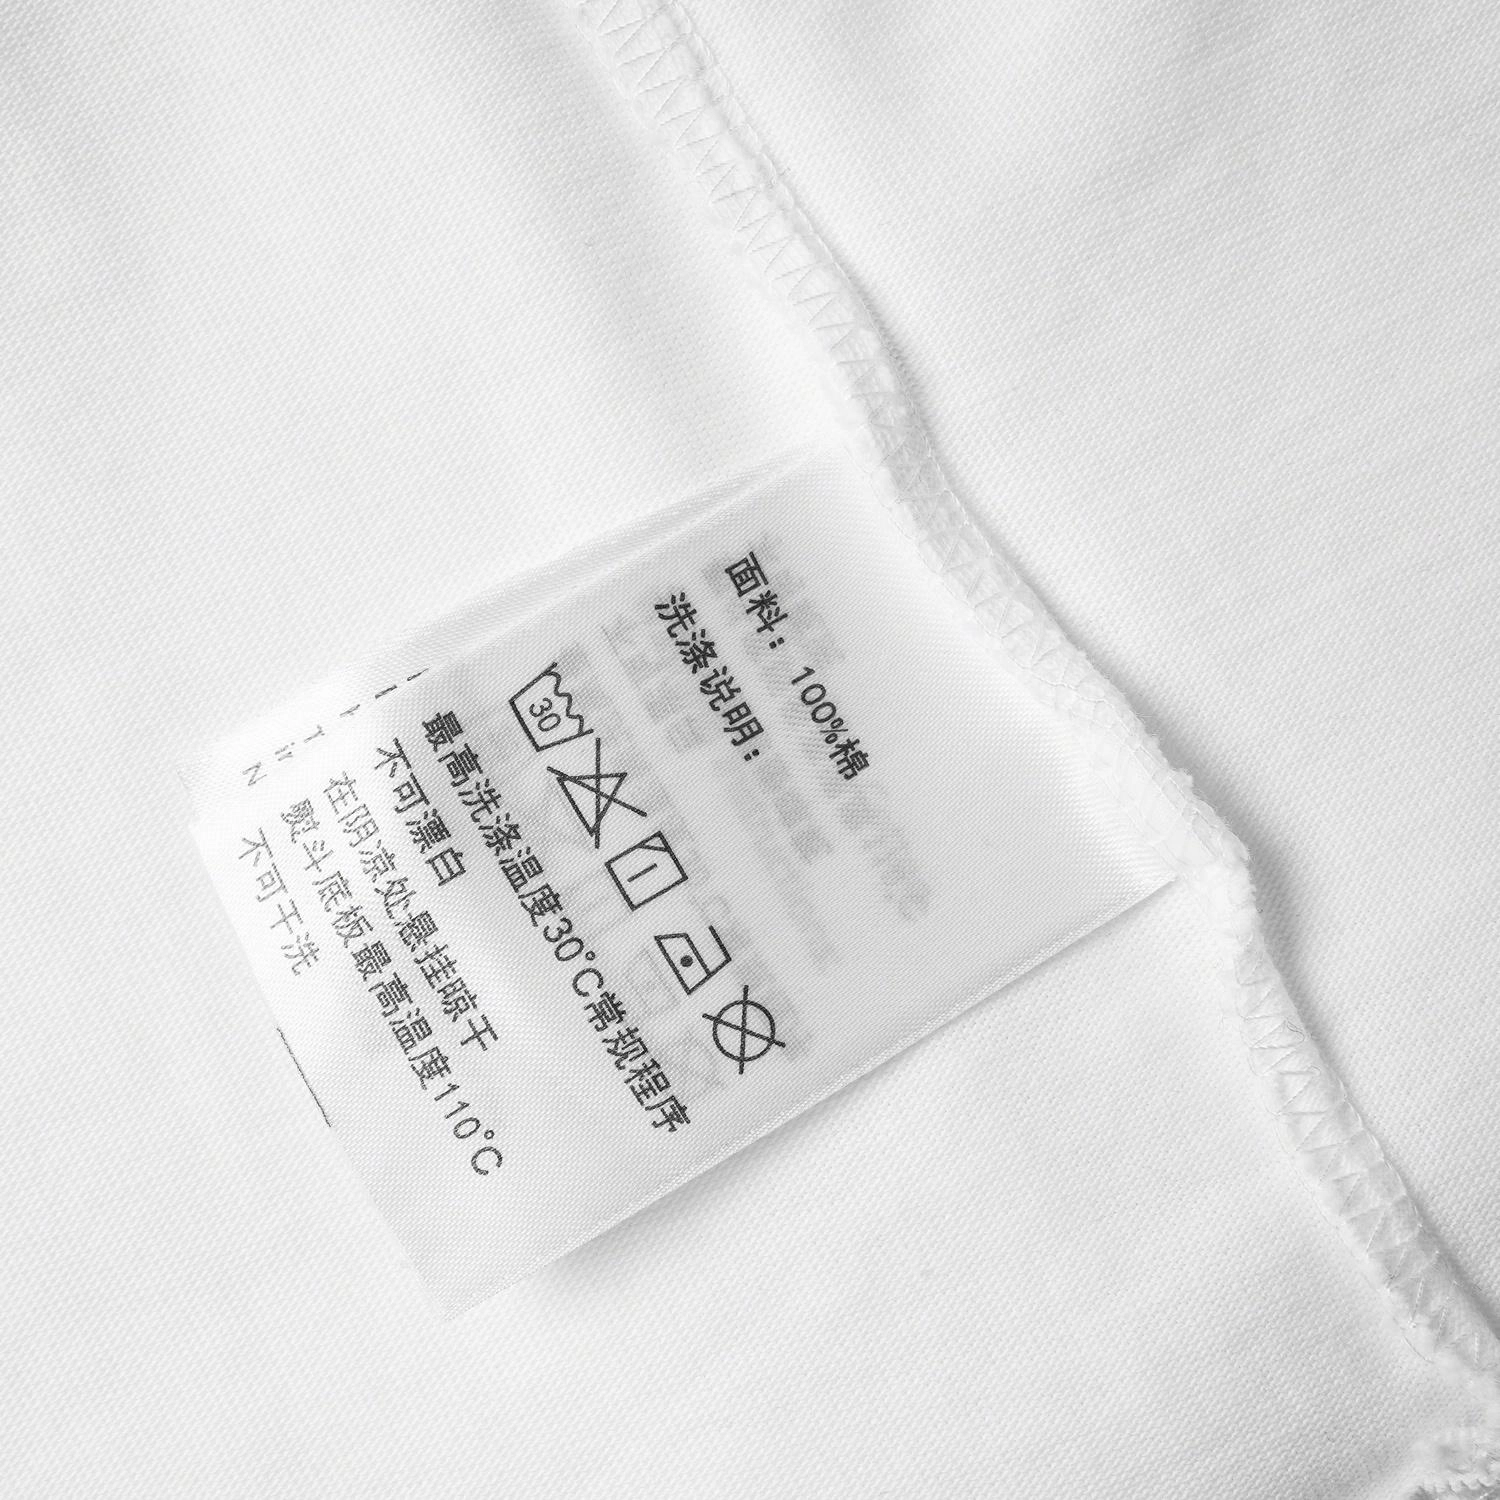 面料：100%棉
洗涤说明：
30
最高洗涤温度30℃常规程序
不可漂白
在阴凉处悬挂晾干
熨斗底板最高温度110℃
不可干洗